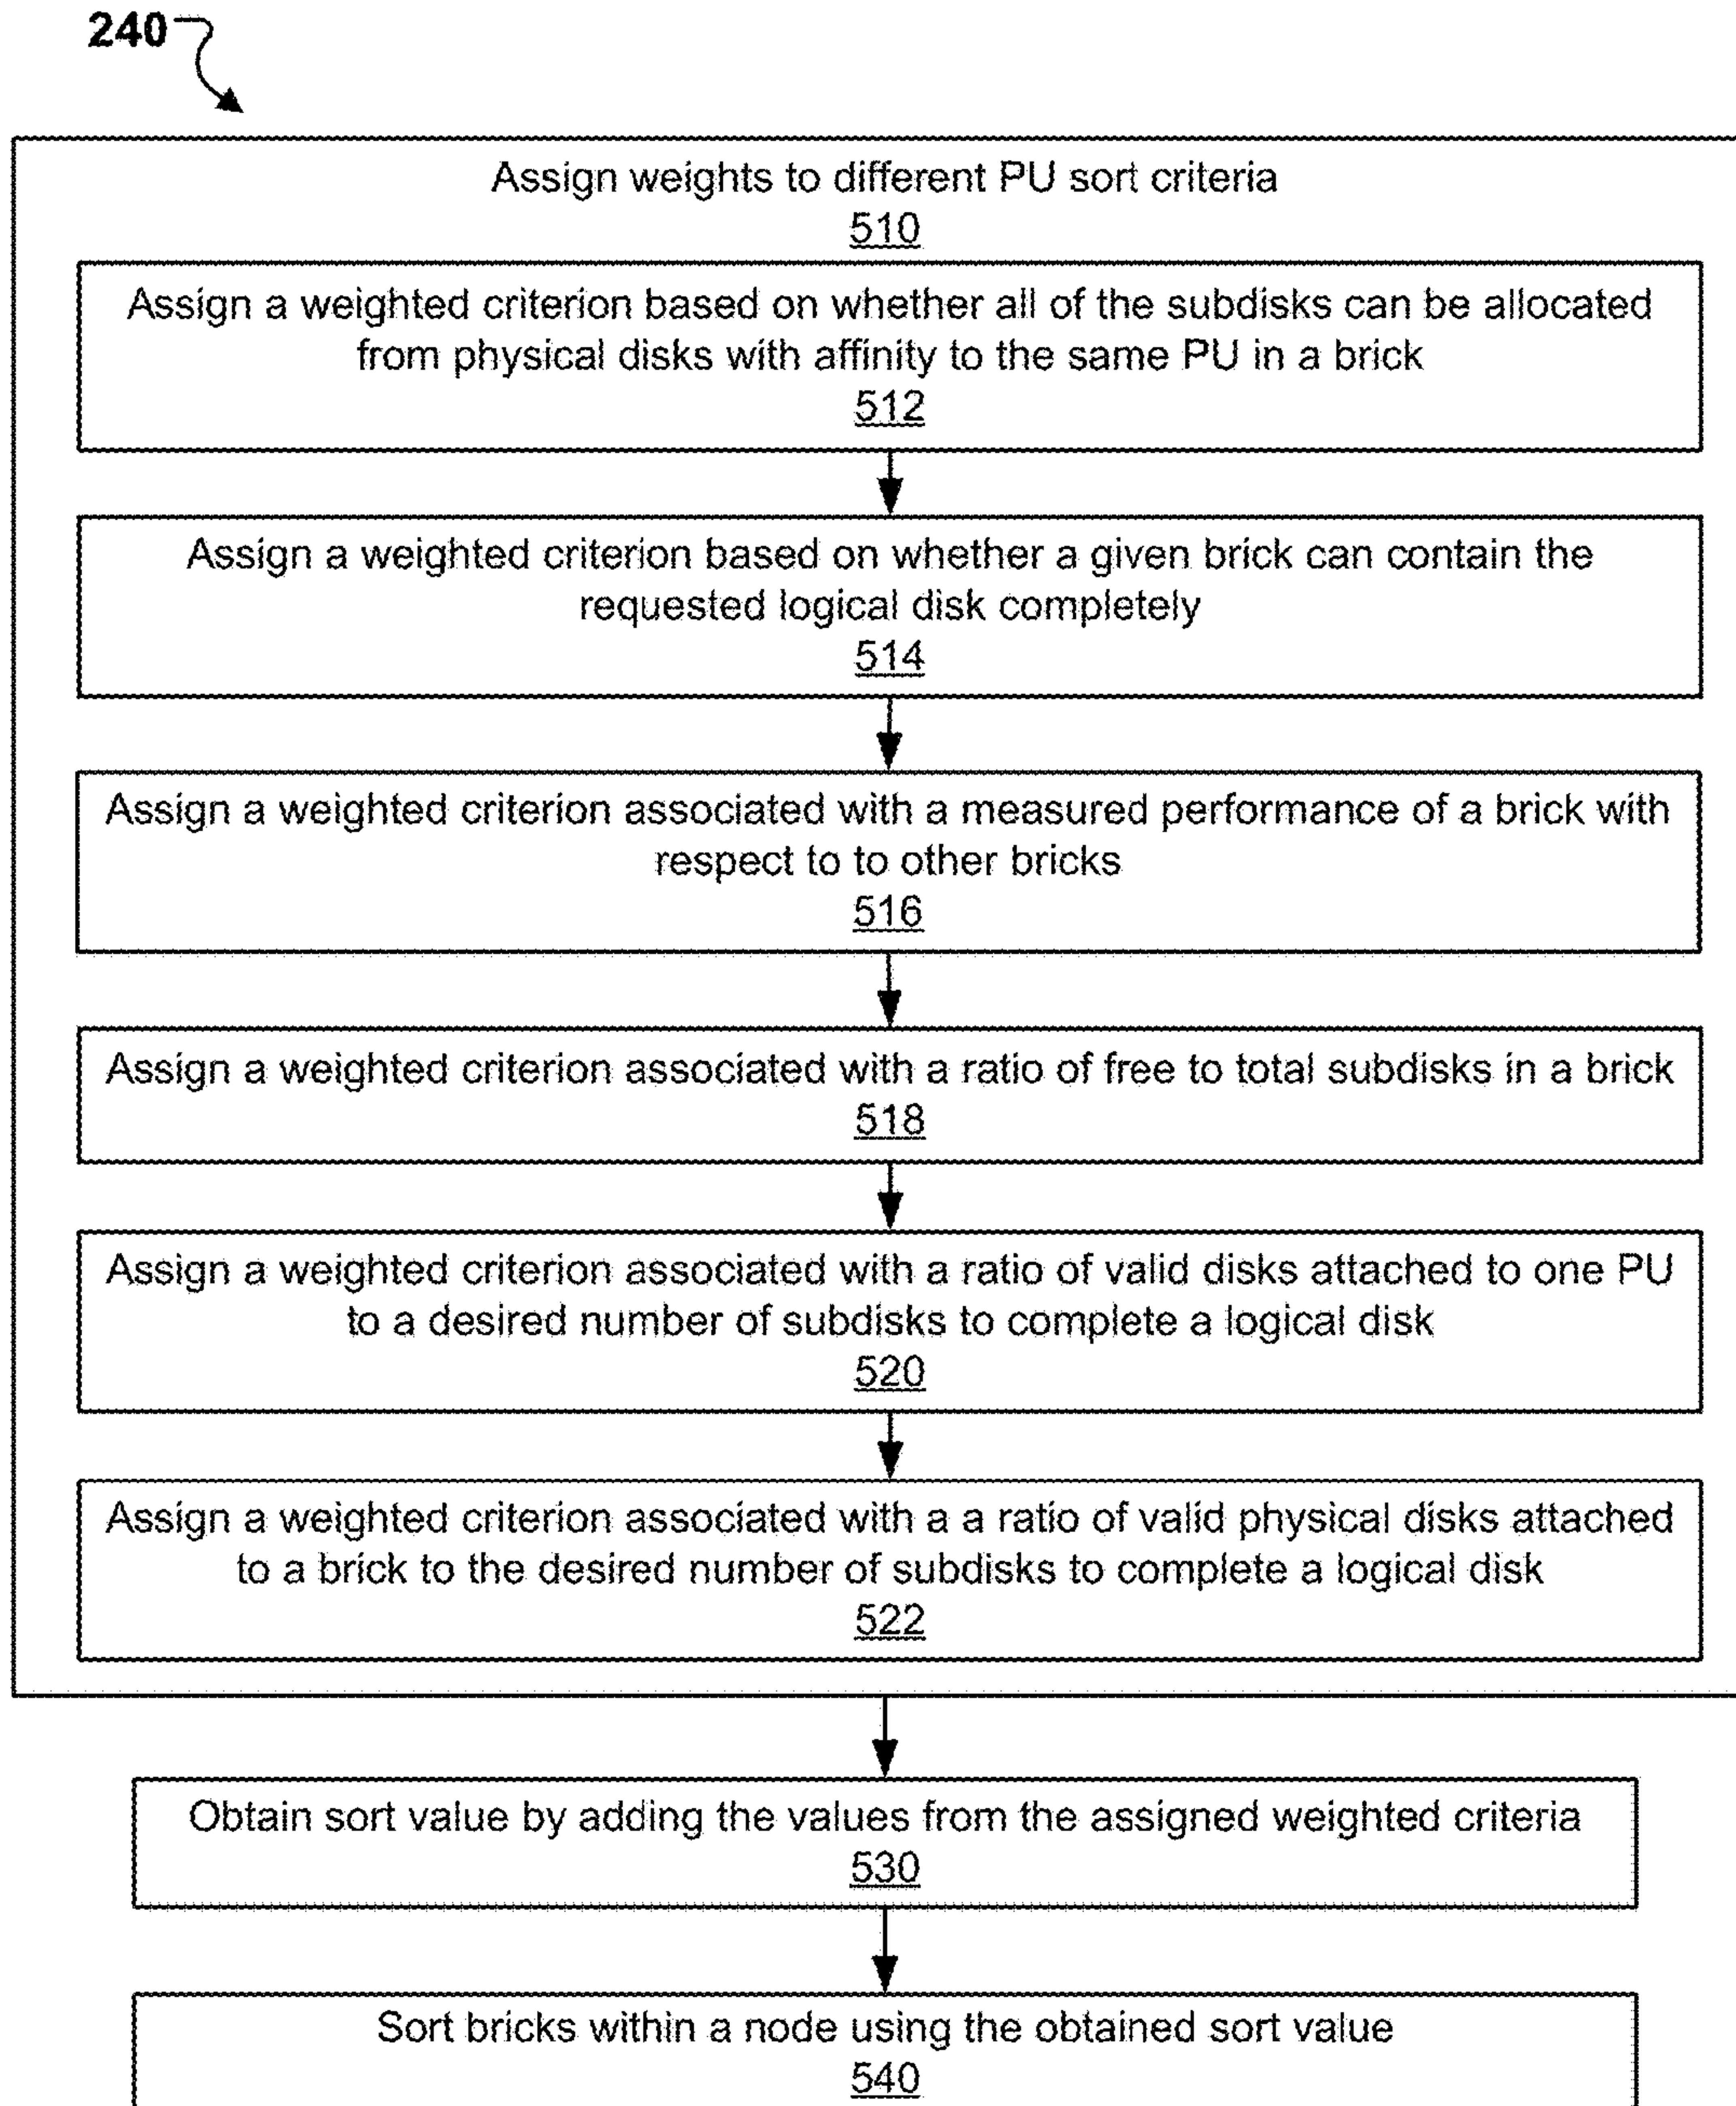 240
Assign weights to different PU sort criteria
510
Assign a weighted criterion based on whether all of the subdisks can be allocated
from physical disks with affinity to the same PU in a brick
512
Assign a weighted criterion based on whether a given brick can contain the
requested logical disk completely
514
Assign a weighted criterion associated with a measured performance of a brick with
respect to to other bricks
516
Assign a weighted criterion associated with a ratio of free to total subdisks in a brick
518
Assign a weighted criterion associated with a ratio of valid disks attached to one PU
to a desired number of subdisks to complete a logical disk
520
Assign a weighted criterion associated with a a ratio of valid physical disks attached
to a brick to the desired number of subdisks to complete a logical disk
522
Obtain sort value by adding the values from the assigned weighted criteria
530
Sort bricks within a node using the obtained sort value
540